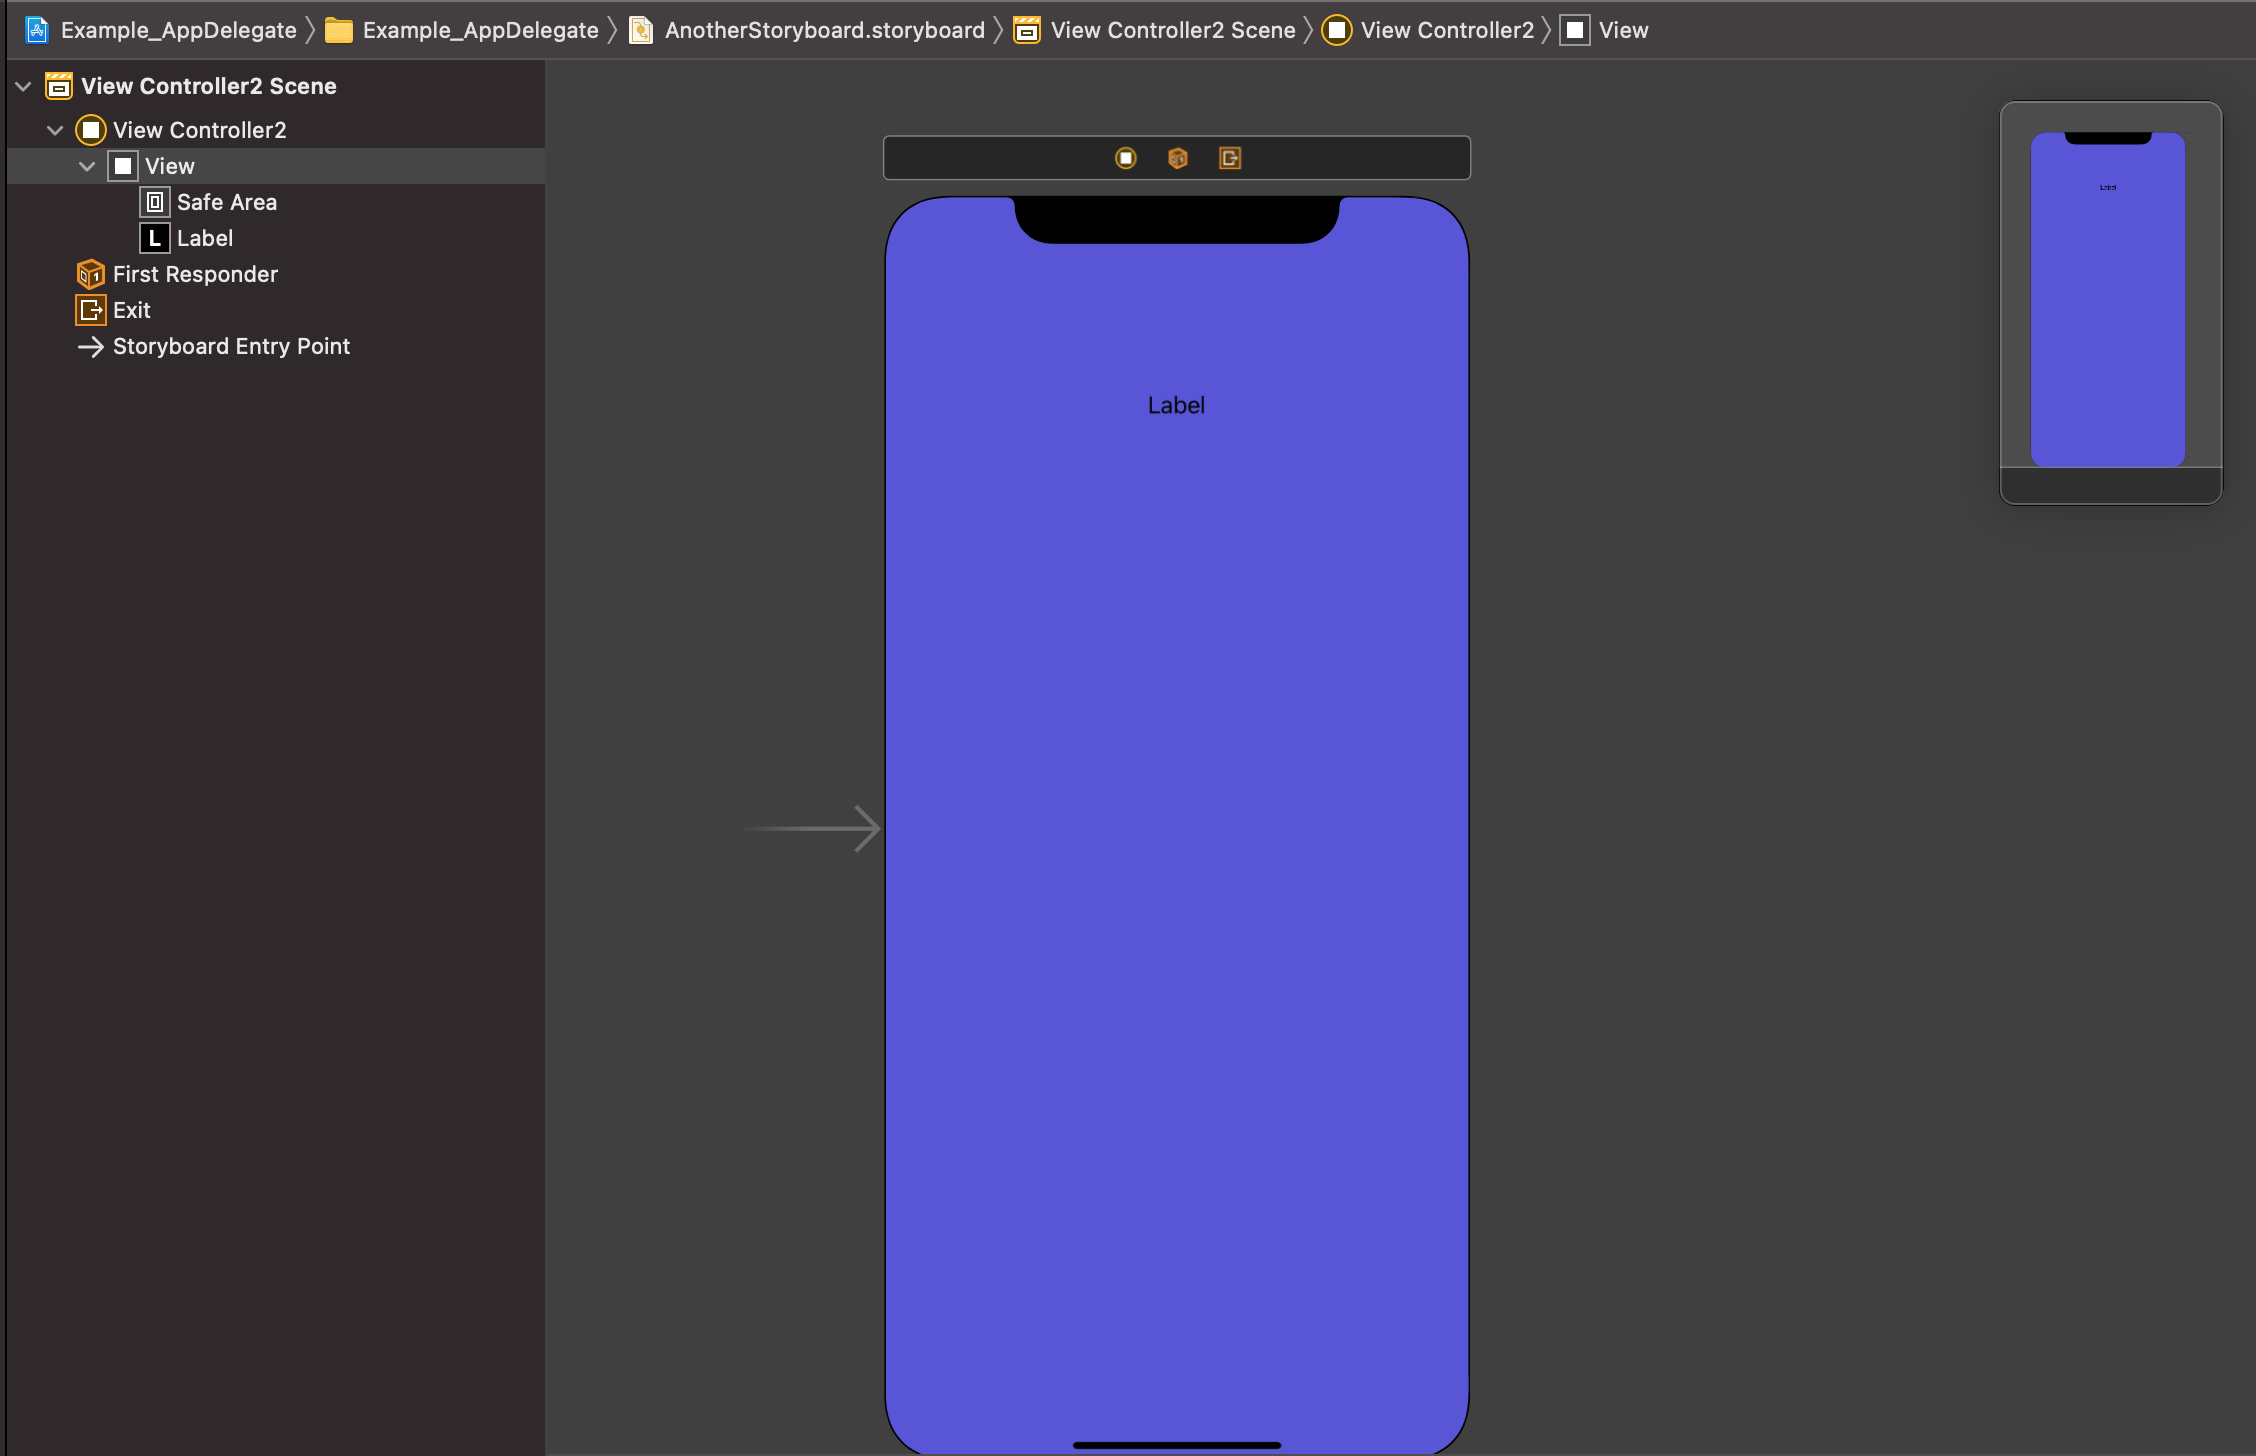 Example_AppDelegate Example_AppDelegate AnotherStoryboard.storyboard View Controller2 Scene View Controller2 View
View Controller2 Scene
View Controller2
View
Safe Area
L Label
First Responder
Exit
Storyboard Entry Point
Label
Label